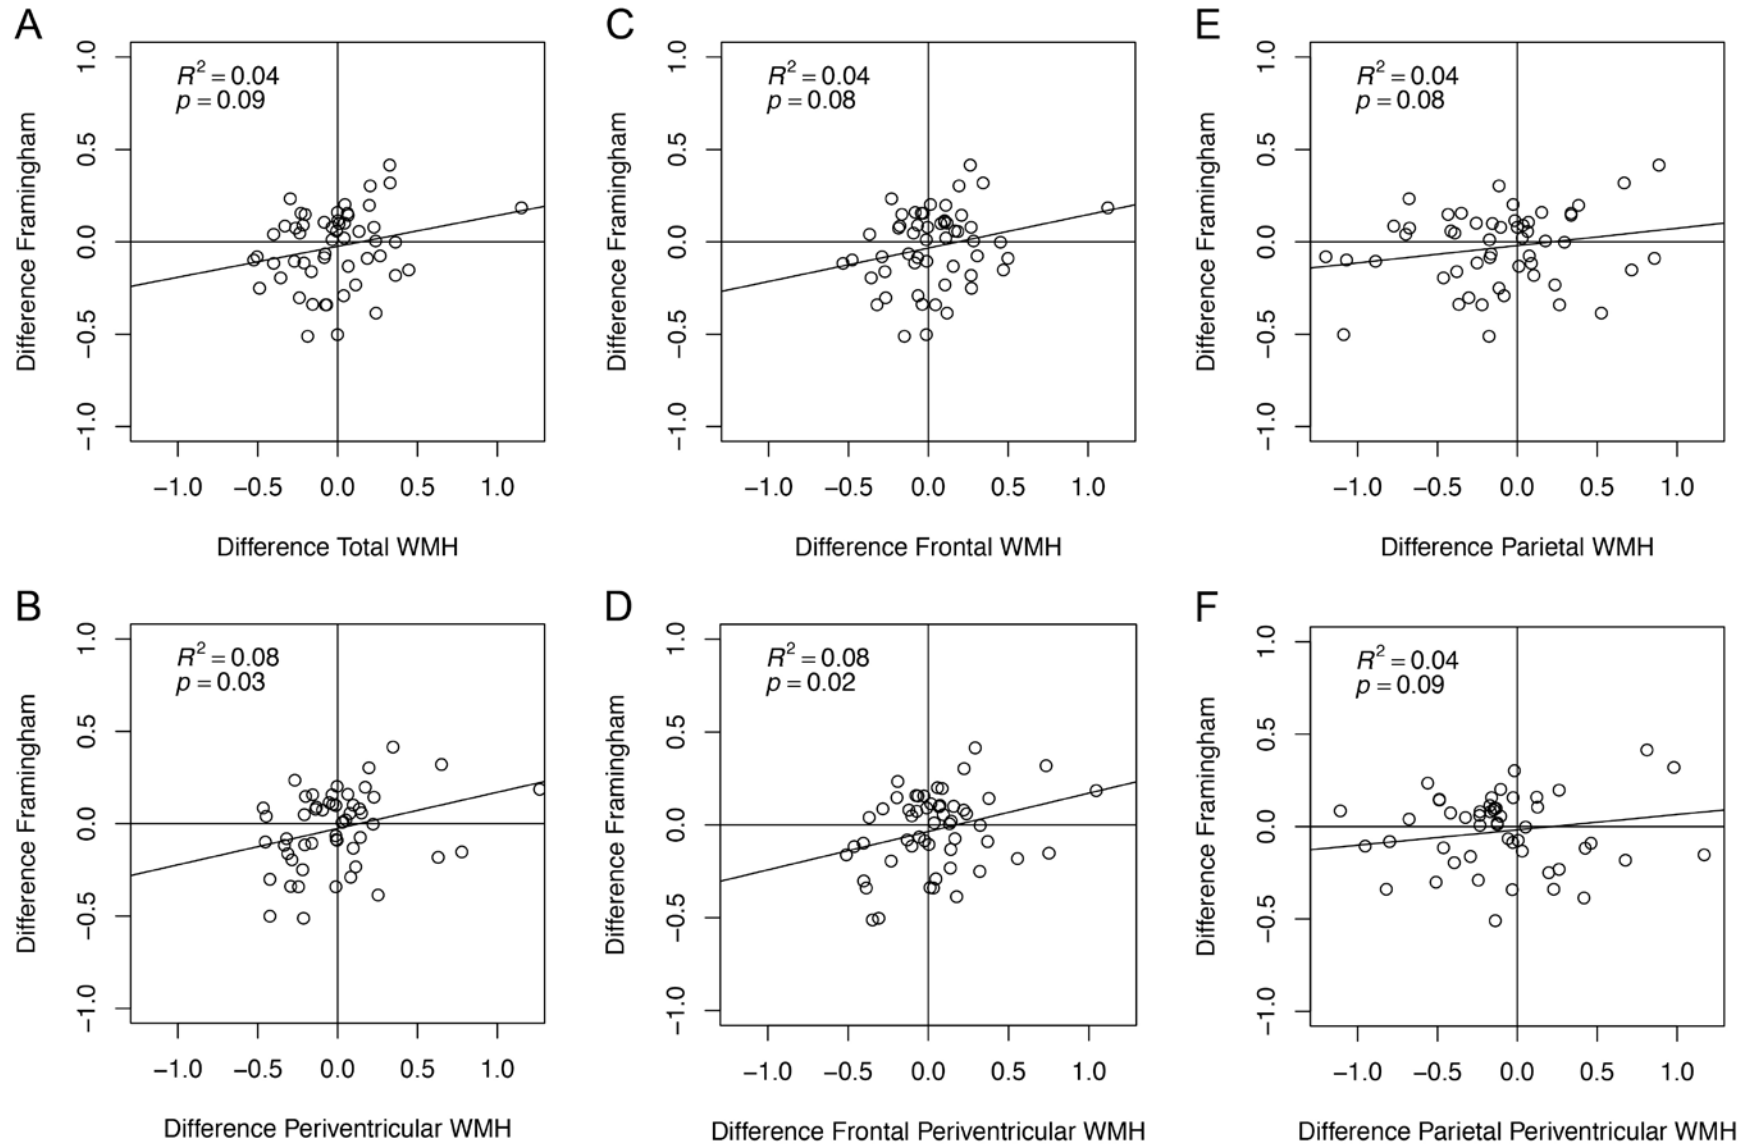 A
R² = 0.04
p = 0.09
1.0
0.5
0.0
−0.5
−1.0
Difference Framingham
−1.0 −0.5 0.0 0.5 1.0
Difference Total WMH
C
R² = 0.04
p = 0.08
1.0
0.5
0.0
−0.5
−1.0
Difference Framingham
−1.0 −0.5 0.0 0.5 1.0
Difference Frontal WMH
E
R² = 0.04
p = 0.08
1.0
0.5
0.0
−0.5
−1.0
Difference Framingham
−1.0 −0.5 0.0 0.5 1.0
Difference Parietal WMH
B
R² = 0.08
p = 0.03
1.0
0.5
0.0
−0.5
−1.0
Difference Framingham
−1.0 −0.5 0.0 0.5 1.0
Difference Periventricular WMH
D
R² = 0.08
p = 0.02
1.0
0.5
0.0
−0.5
−1.0
Difference Framingham
−1.0 −0.5 0.0 0.5 1.0
Difference Frontal Periventricular WMH
F
R² = 0.04
p = 0.09
1.0
0.5
0.0
−0.5
−1.0
Difference Framingham
−1.0 −0.5 0.0 0.5 1.0
Difference Parietal Periventricular WMH